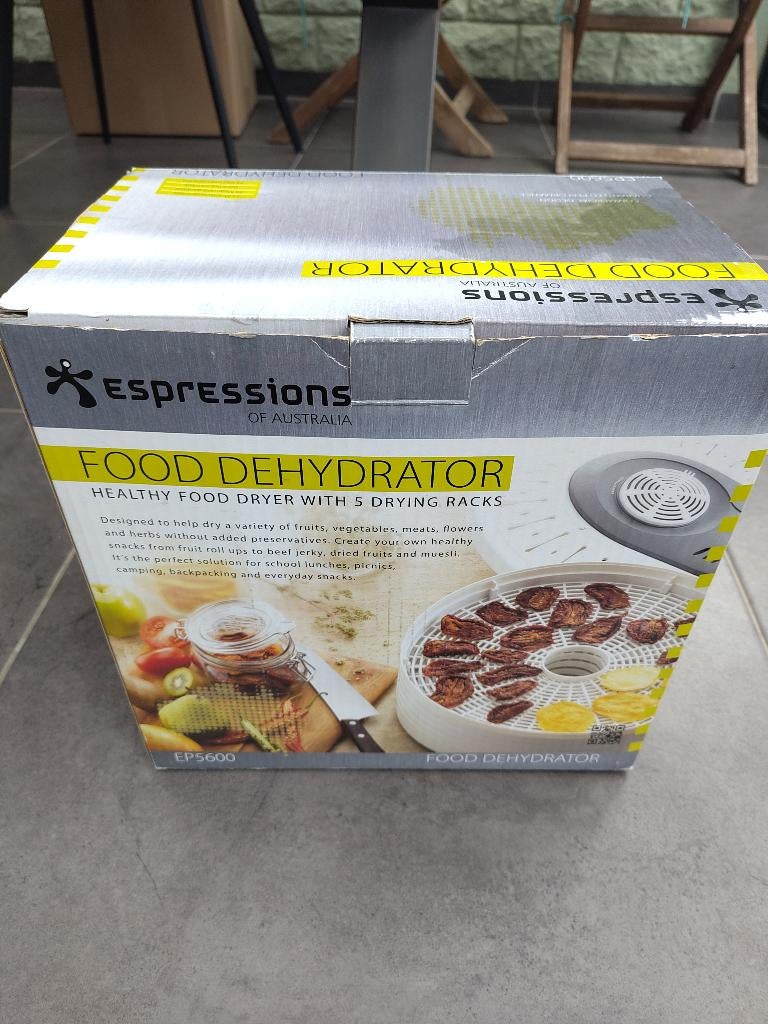 FOOD DEHYDRATOR
EP5600
FOOD DEHYDRATOR
OF AUSTRALIA
Espressions
Espressions
OF AUSTRALIA
FOOD DEHYDRATOR
HEALTHY FOOD DRYER WITH 5 DRYING RACKS
Designed to help dry a variety of fruits, vegetables, meats, flowers
and herbs without added preservatives. Create your own healthy
snacks from fruit roll ups to beef jerky, dried fruits and muesli.
It's the perfect solution for school lunches, picnics,
camping, backpacking and everyday snacks.
EP5600
FOOD DEHYDRATOR